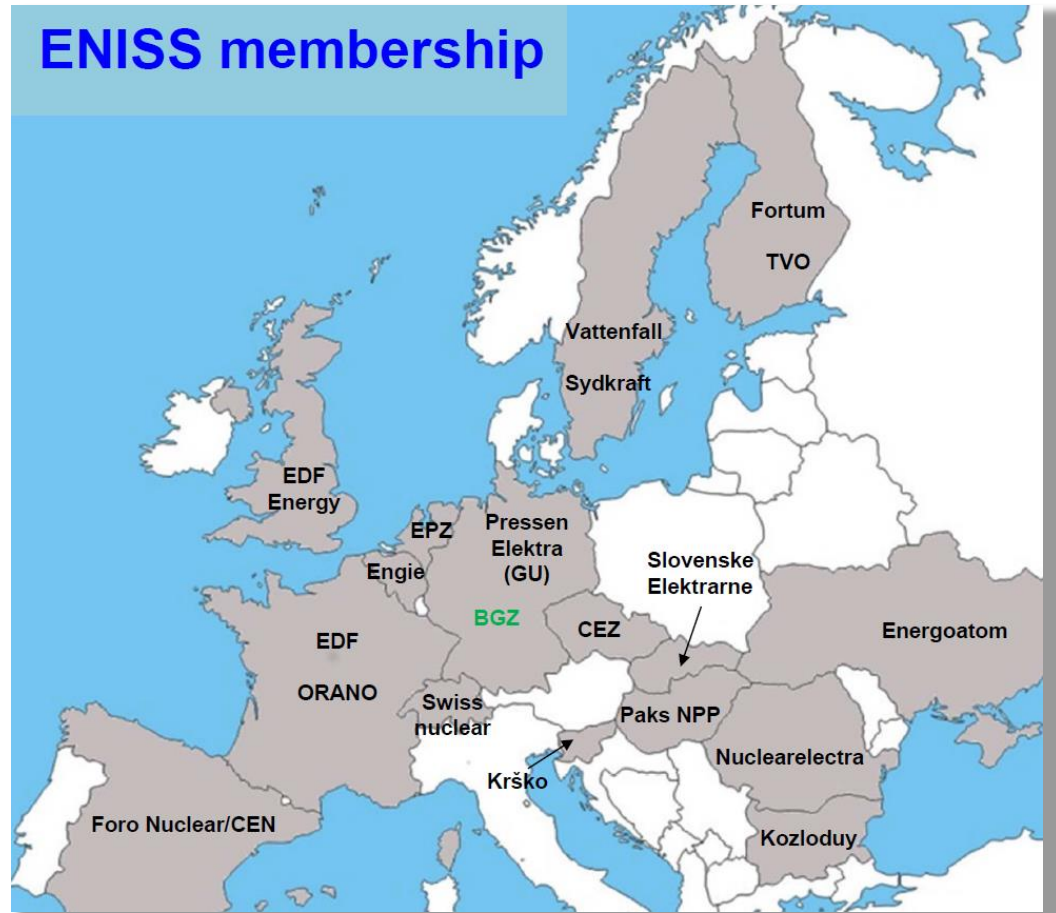 ENISS membership
Fortum
TVO
Vattenfall
Sydkraft
EDF
Energy
EPZ
Pressen
Elektra
(GU)
Engie
Slovenske
Elektrarne
BGZ
CEZ
Energoatom
EDF
ORANO
Swiss
nuclear
Paks NPP
Nuclearelectra
Krško
Foro Nuclear/CEN
Kozloduy